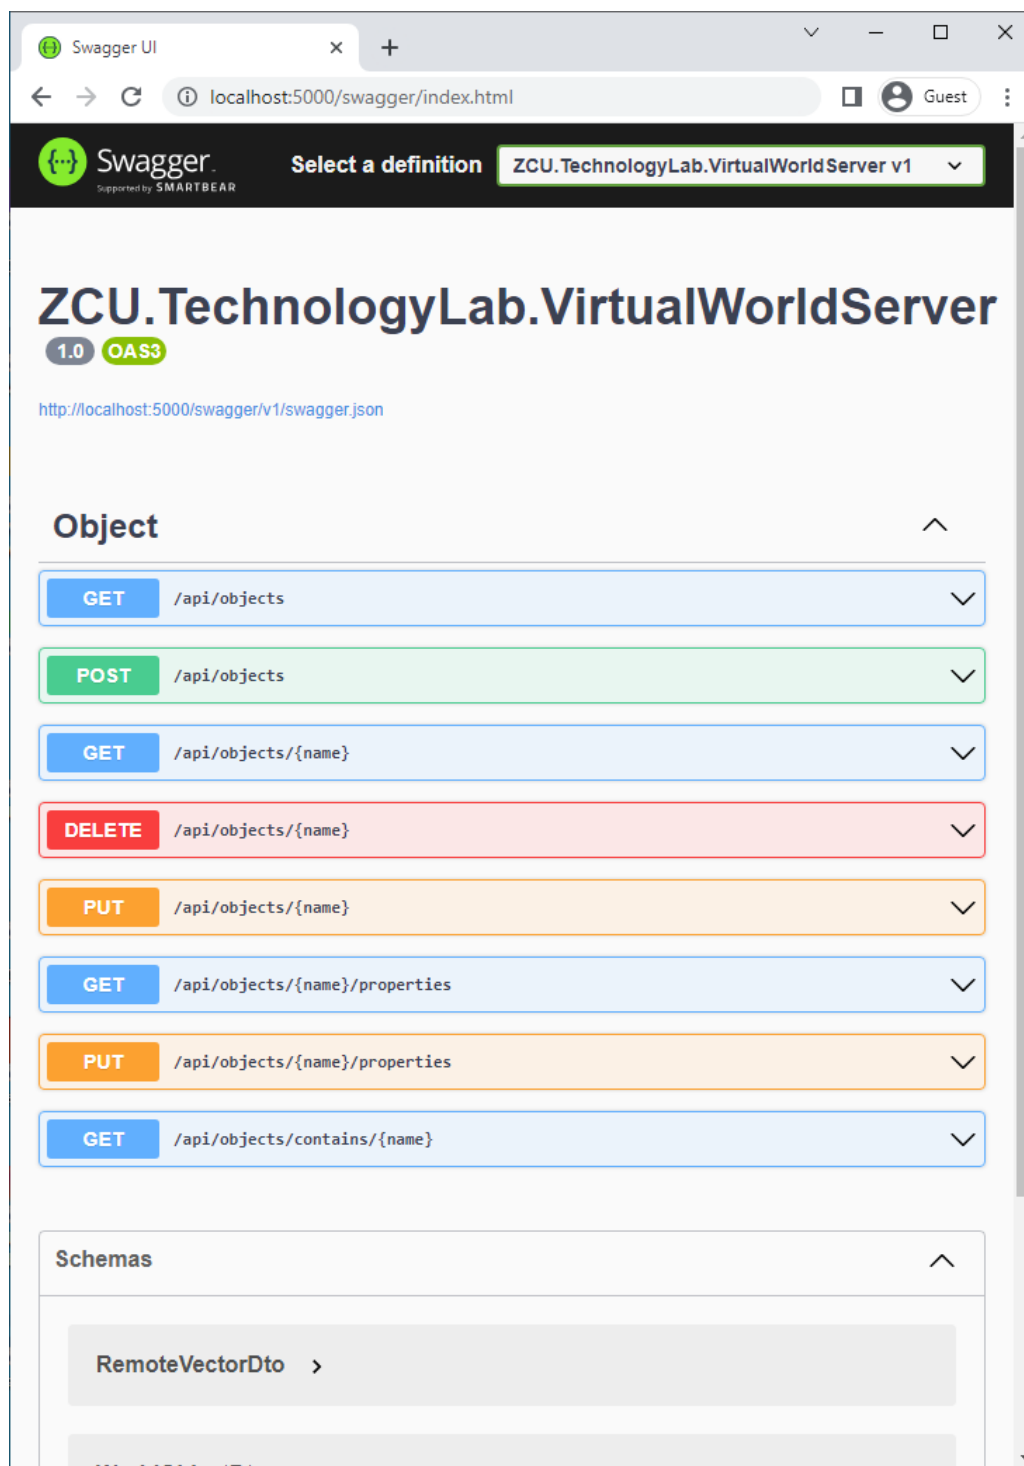 Swagger UI
localhost:5000/swagger/index.html
Guest
Swagger.
Supported by SMARTBEAR
Select a definition
ZCU.TechnologyLab.VirtualWorldServer v1
ZCU.TechnologyLab.VirtualWorldServer
1.0 OAS3
http://localhost:5000/swagger/v1/swagger.json
Object
GET /api/objects
POST /api/objects
GET /api/objects/{name}
DELETE /api/objects/{name}
PUT /api/objects/{name}
GET /api/objects/{name}/properties
PUT /api/objects/{name}/properties
GET /api/objects/contains/{name}
Schemas
RemoteVectorDto